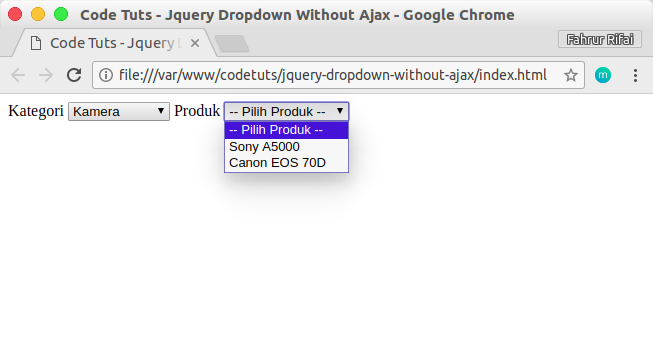 Code Tuts - Jquery Dropdown Without Ajax - Google Chrome
Code Tuts - Jquery D
Fahrur Rifai
file:///var/www/codetuts/jquery-dropdown-without-ajax/index.html
m
Kategori Kamera Produk -- Pilih Produk --
-- Pilih Produk --
Sony A5000
Canon EOS 70D